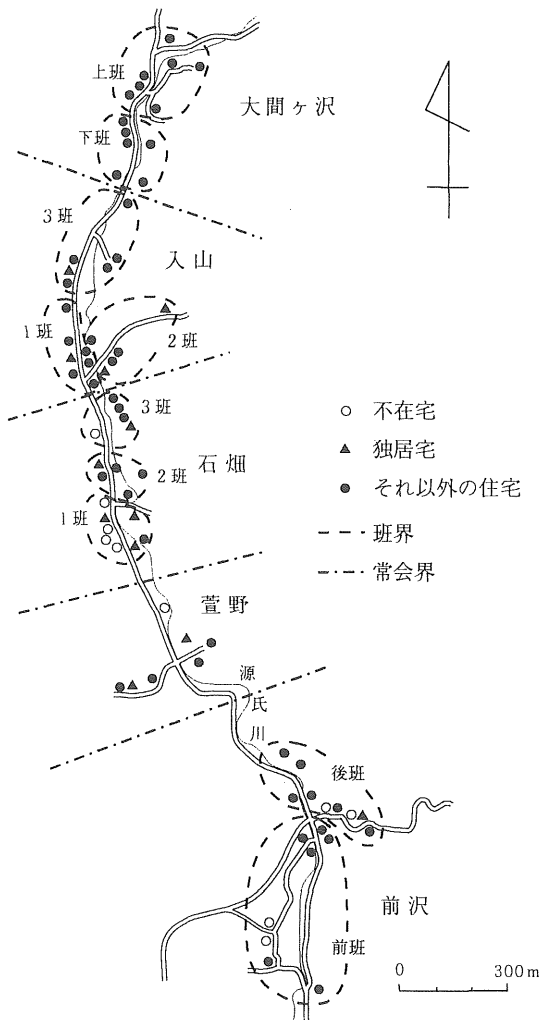 上班
大間ヶ沢
下班
3班
入山
1班
2班
3班
石畑
2班
1班
萱野
源
氏
川
後班
前沢
前班
○ 不在宅
▲ 独居宅
● それ以外の住宅
班界
常会界
0 300m